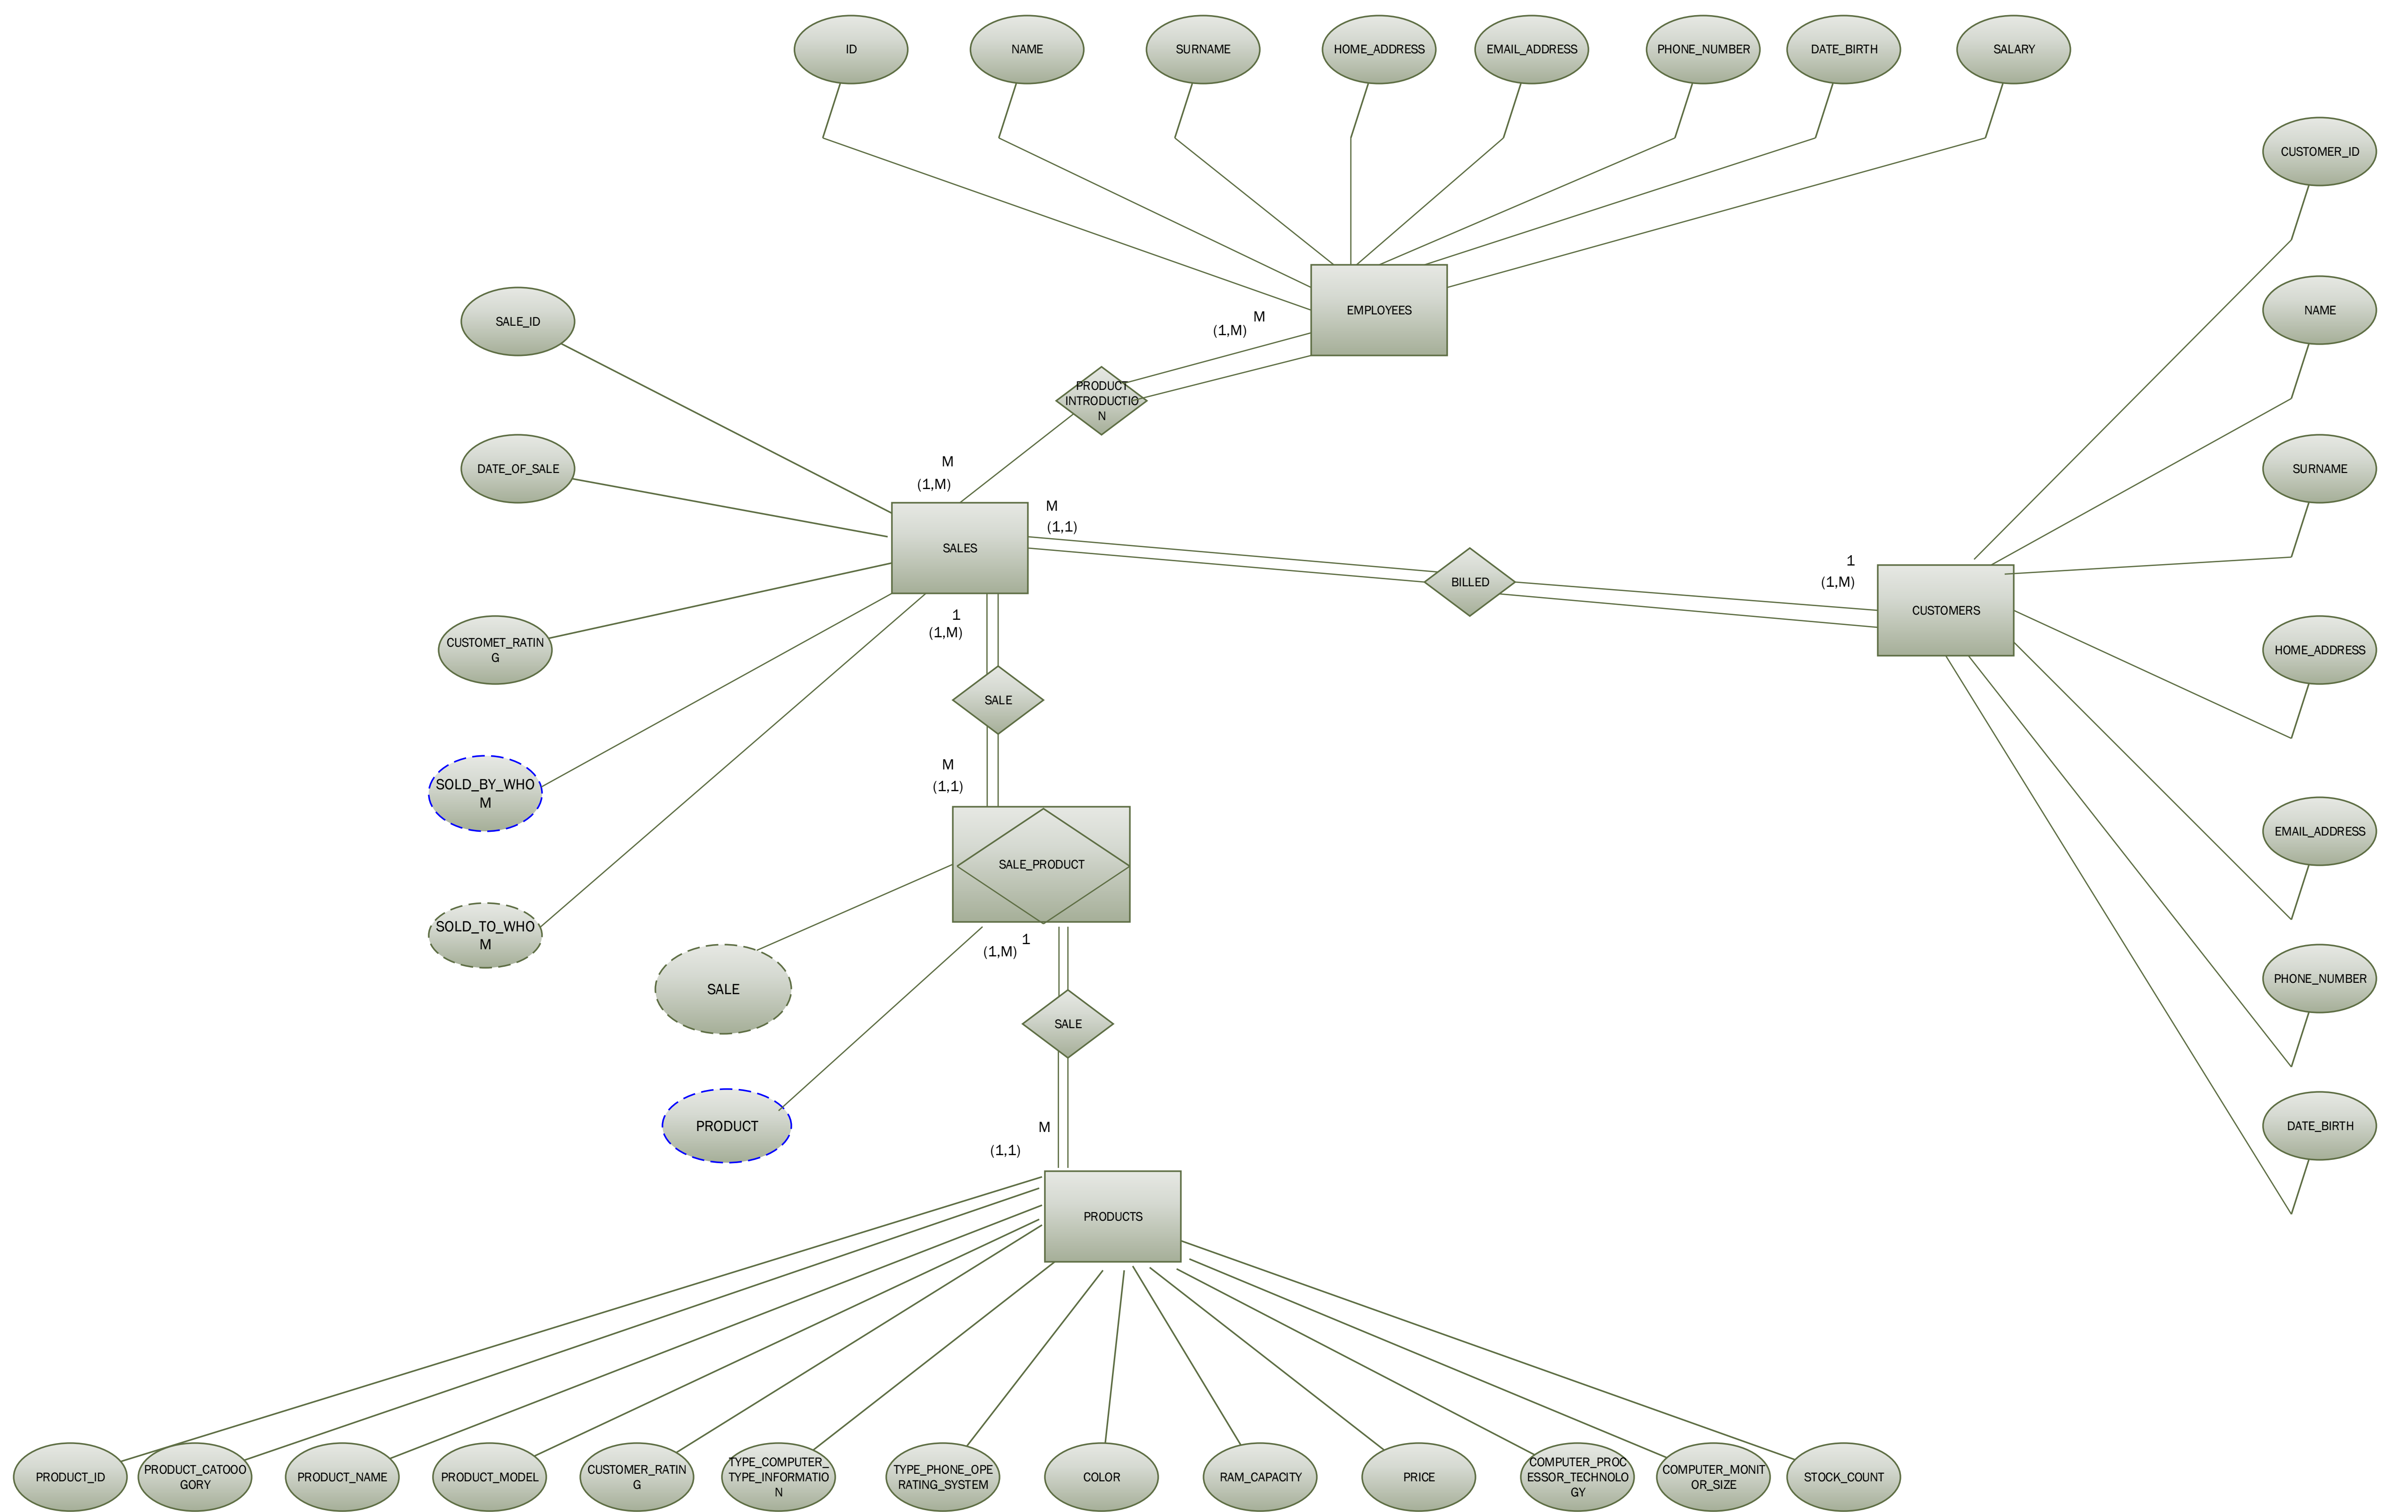 ID
NAME
SURNAME
HOME_ADDRESS
EMAIL_ADDRESS
PHONE_NUMBER
DATE_BIRTH
SALARY
CUSTOMER_ID
NAME
SURNAME
HOME_ADDRESS
EMAIL_ADDRESS
PHONE_NUMBER
DATE_BIRTH
EMPLOYEES
M
(1,M)
PRODUCT
INTRODUCTIO
N
SALE_ID
DATE_OF_SALE
CUSTOMET_RATIN
G
SOLD_BY_WHO
M
SOLD_TO_WHO
M
M
(1,M)
SALES
M
(1,1)
BILLED
1
(1,M)
CUSTOMERS
1
(1,M)
SALE
M
(1,1)
SALE_PRODUCT
SALE
PRODUCT
1
(1,M)
SALE
M
(1,1)
PRODUCTS
PRODUCT_ID
PRODUCT_CATOOO
GORY
PRODUCT_NAME
PRODUCT_MODEL
CUSTOMER_RATIN
G
TYPE_COMPUTER_
TYPE_INFORMATIO
N
TYPE_PHONE_OPE
RATING_SYSTEM
COLOR
RAM_CAPACITY
PRICE
COMPUTER_PROC
ESSOR_TECHNOLO
GY
COMPUTER_MONIT
OR_SIZE
STOCK_COUNT